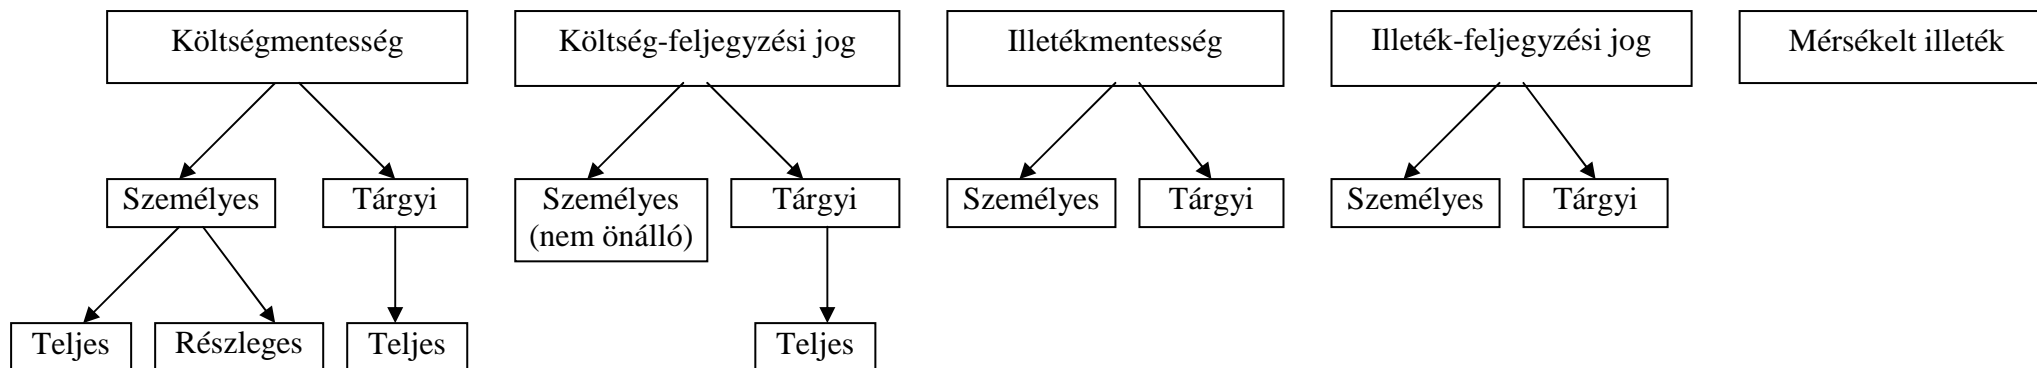 Költségmentesség
Költség-feljegyzési jog
Illetékmentesség
Illeték-feljegyzési jog
Mérsékelt illeték
Személyes
Tárgyi
Személyes
(nem önálló)
Tárgyi
Személyes
Tárgyi
Személyes
Tárgyi
Teljes
Részleges
Teljes
Teljes